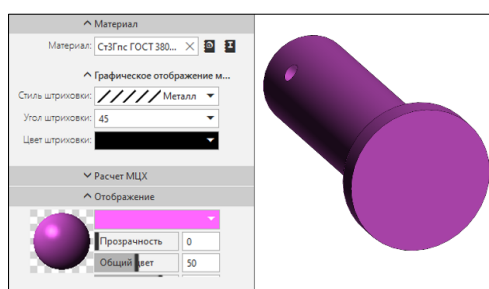 Материал
Материал: Ст3Гпс ГОСТ 380...
Графическое отображение м...
Стиль штриховки: Металл
Угол штриховки: 45
Цвет штриховки:
Расчет МЦХ
Отображение
Прозрачность 0
Общий цвет 50